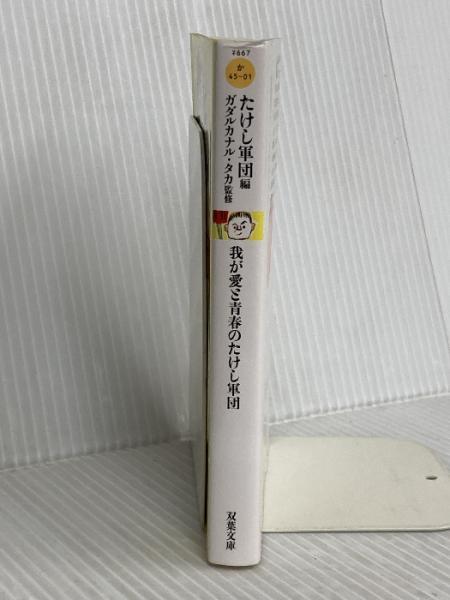 ¥667
か
45-01
たけし軍団 編
ガダルカナル・タカ 監修
我が愛と青春のたけし軍団
双葉文庫